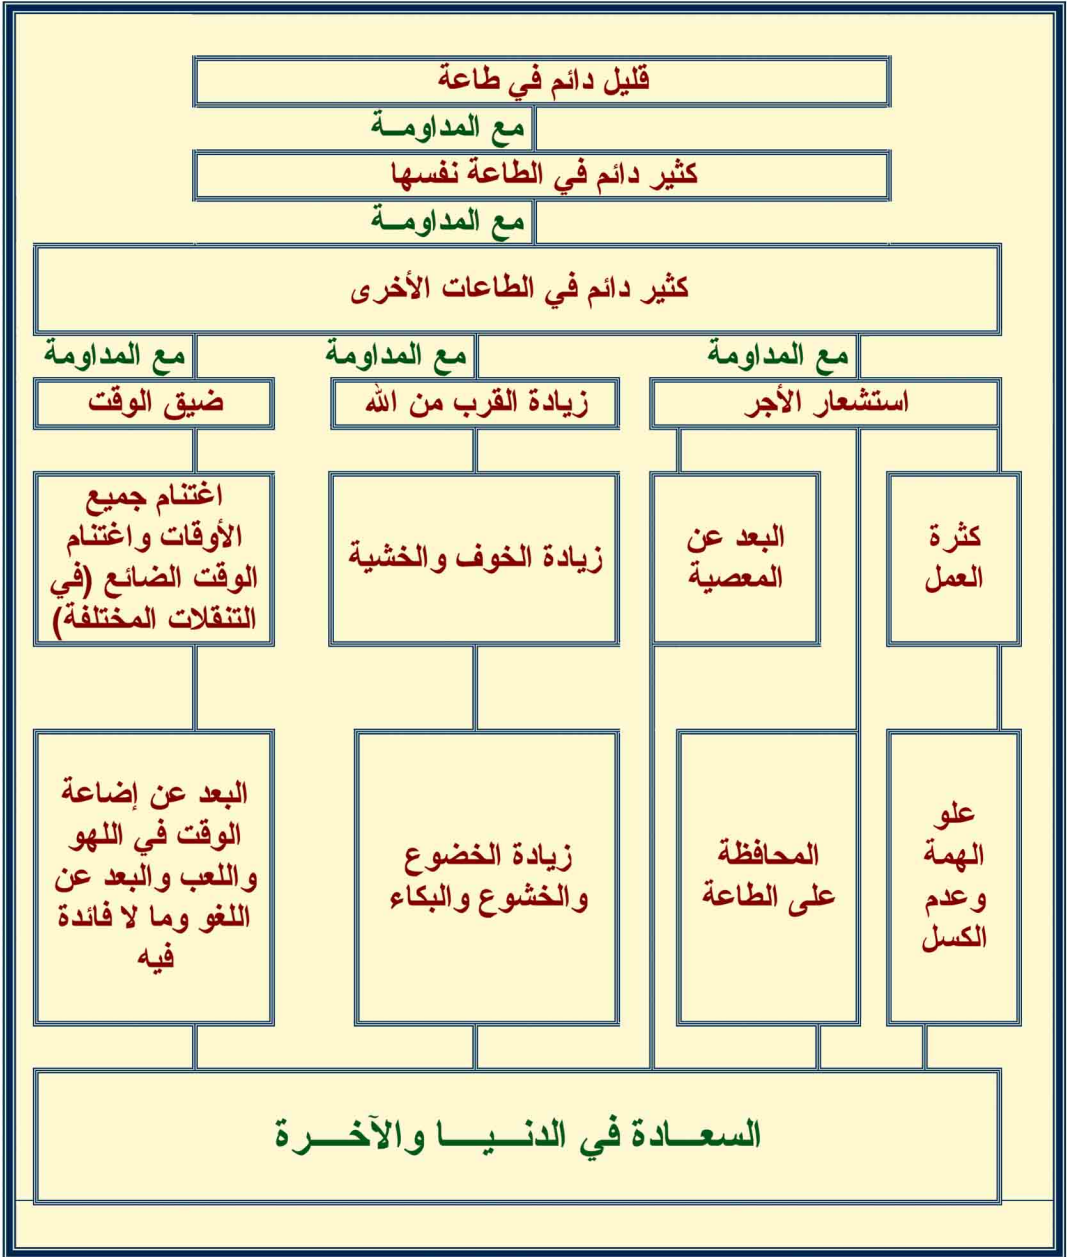 قليل دائم في طاعة
مع المداومــة
كثير دائم في الطاعة نفسها
مع المداومــة
كثير دائم في الطاعات الأخرى
مع المداومة
مع المداومة
مع المداومة
استشعار الأجر
زيادة القرب من الله
ضيق الوقت
كثرة
العمل
البعد عن
المعصية
زيادة الخوف والخشية
اغتنام جميع
الأوقات واغتنام
الوقت الضائع (في
التنقلات المختلفة)
علو
الهمة
وعدم
الكسل
المحافظة
على الطاعة
زيادة الخضوع
والخشوع والبكاء
البعد عن إضاعة
الوقت في اللهو
واللعب والبعد عن
اللغو وما لا فائدة
فيه
السعــادة في الدنــيــــا والآخــــرة